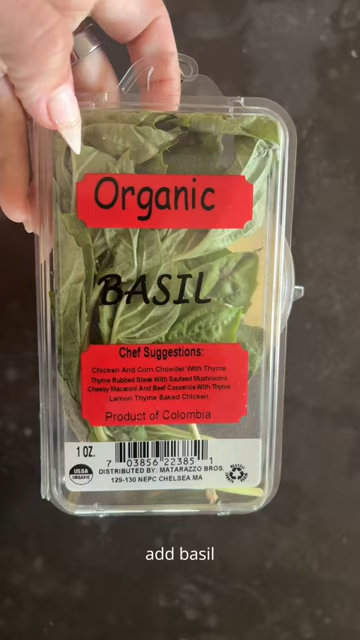 Organic
BASIL
Chef Suggestions:
Chicken And Corn Chowder With Thyme
Thyme Rubbed Steak With Sauteed Mushrooms
Cheesy Macaroni And Beef Casserole With Thyme
Lemon Thyme Baked Chicken
Product of Colombia
1 OZ.
7 03856 22385 1
USDA
ORGANIC
DISTRIBUTED BY: MATARAZZO BROS.
129-130 NEPC CHELSEA MA
add basil